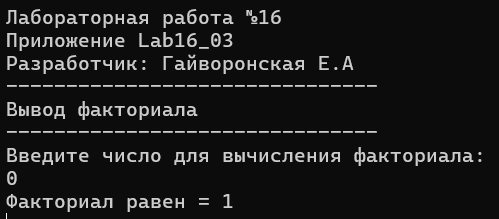 Лабораторная работа №16
Приложение Lab16_03
Разработчик: Гайворонская Е.А
-------------------------------
Вывод факториала
-------------------------------
Введите число для вычисления факториала:
0
Факториал равен = 1